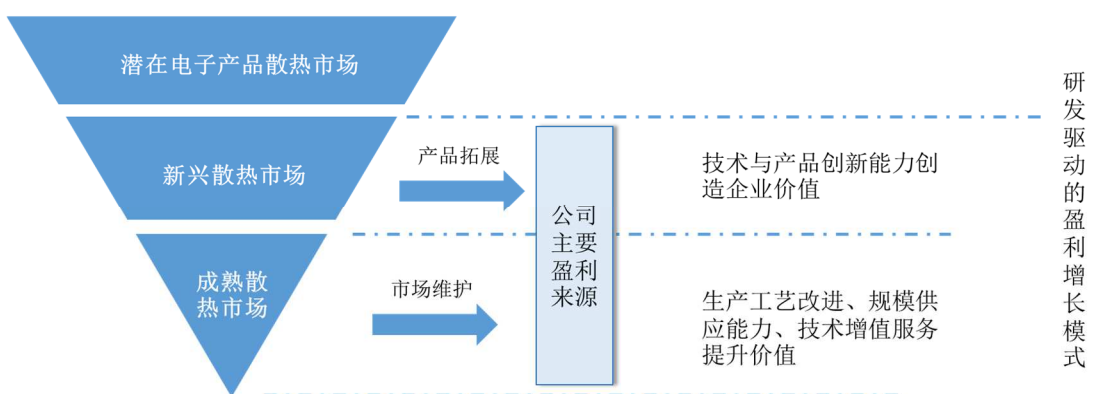 潜在电子产品散热市场
新兴散热市场
成熟散
热市场
产品拓展
市场维护
公司
主要
盈利
来源
技术与产品创新能力创
造企业价值
生产工艺改进、规模供
应能力、技术增值服务
提升价值
研发驱动的盈利增长模式